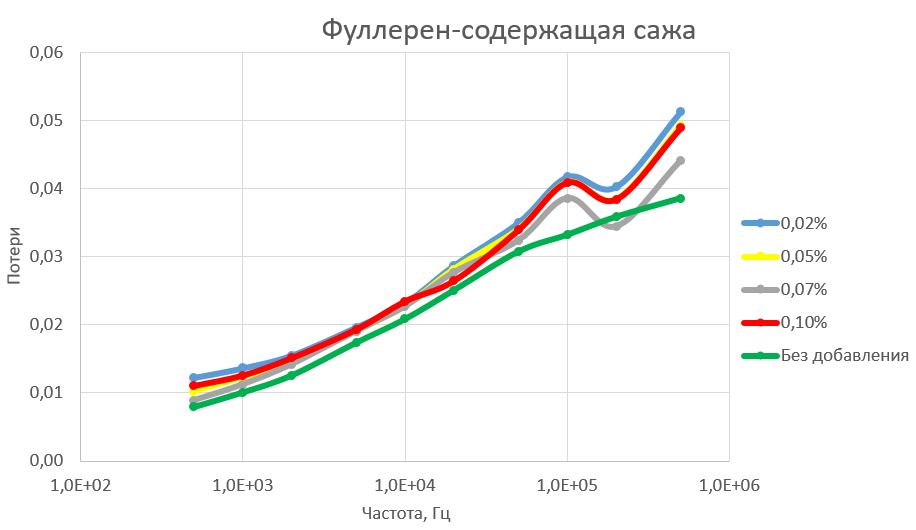 Фуллерен-содержащая сажа
0,06
0,05
0,04
0,03
0,02
0,01
0,00
Потери
1,0E+02 1,0E+03 1,0E+04 1,0E+05 1,0E+06
Частота, Гц
0,02%
0,05%
0,07%
0,10%
Без добавления